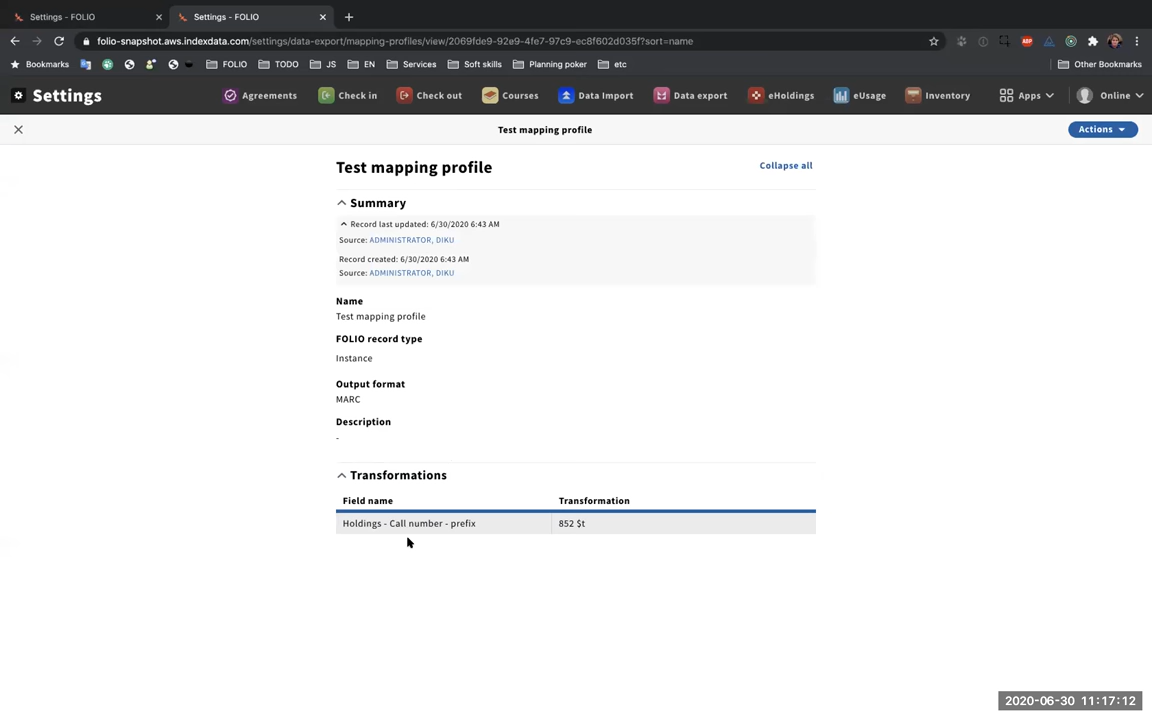 Settings - FOLIO
Settings - FOLIO
folio-snapshot.aws.indexdata.com/settings/data-export/mapping-profiles/view/2069fde9-92e9-4fe7-97c9-ec8f602d035f?sort=name
ABP
Bookmarks FOLIO TODO JS EN Services Soft skills Planning poker etc Other Bookmarks
Settings Agreements Check in Check out Courses Data Import Data export eHoldings eUsage Inventory Apps Online
Test mapping profile Actions
Test mapping profile Collapse all
Summary
Record last updated: 6/30/2020 6:43 AM
Source: ADMINISTRATOR, DIKU
Record created: 6/30/2020 6:43 AM
Source: ADMINISTRATOR, DIKU
Name
Test mapping profile
FOLIO record type
Instance
Output format
MARC
Description
-
Transformations
Field name Transformation
Holdings - Call number - prefix 852 $t
2020-06-30 11:17:12